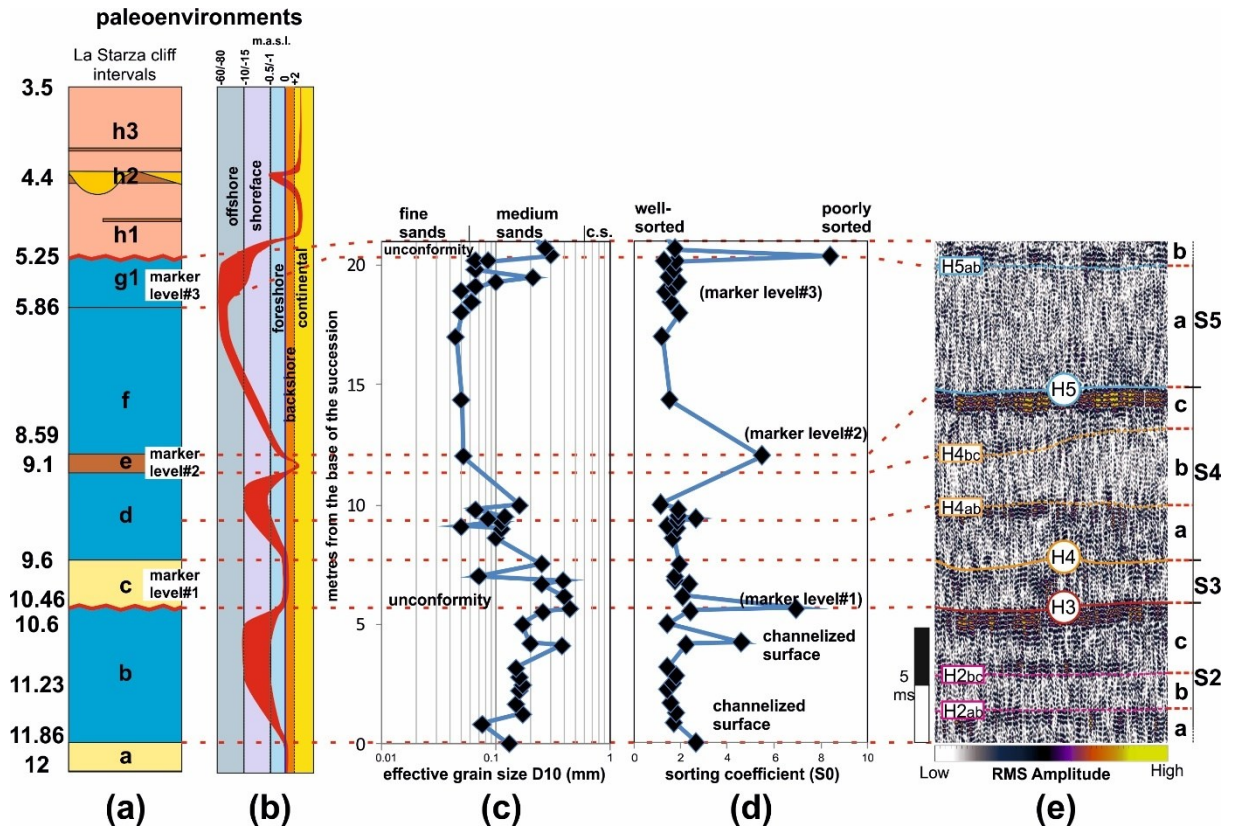 paleoenvironments
La Starza cliff
intervals
3.5
4.4
5.25
5.86
8.59
9.1
9.6
10.46
10.6
11.23
11.86
12
h3
h2
h1
g1
f
e
d
c
b
a
marker
level#3
marker
level#2
marker
level#1
m.a.s.l.
-60/-80
-10/-15
-0.5/-1
0
+2
offshore
shoreface
foreshore
backshore
continental
metres from the base of the succession
20
15
10
5
0
fine
sands
medium
sands
c.s.
unconformity
unconformity
0.01
0.1
1
effective grain size D10 (mm)
well-
sorted
poorly
sorted
(marker level#3)
(marker level#2)
(marker level#1)
channelized
surface
channelized
surface
0
2
4
6
8
10
sorting coefficient (S0)
5
ms
H5ab
H5
H4bc
H4ab
H4
H3
H2bc
H2ab
b
a
S5
c
b
S4
a
S3
c
b
S2
a
Low
RMS Amplitude
High
(a)
(b)
(c)
(d)
(e)